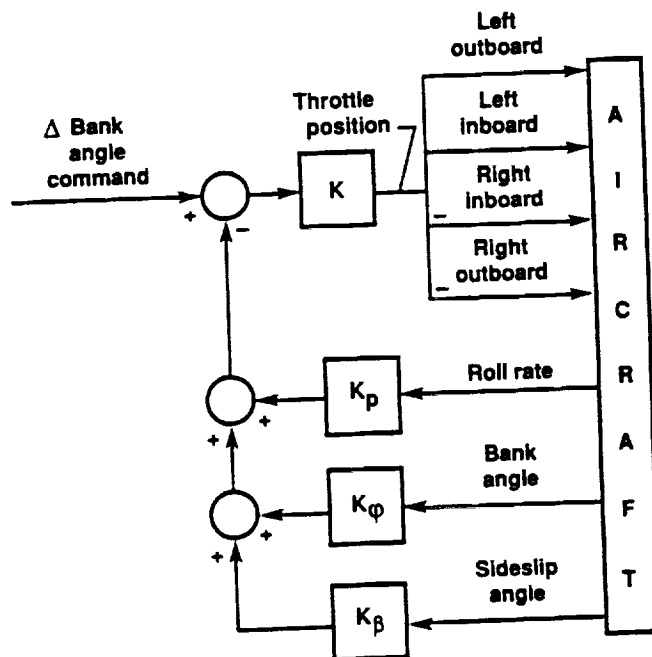 Left
outboard
Throttle
position
Left
inboard
Δ Bank
angle
command
K
Right
inboard
Right
outboard
+
−
−
−
Roll rate
Kp
+
+
Bank
angle
Kφ
+
+
Sideslip
angle
Kβ
A
I
R
C
R
A
F
T